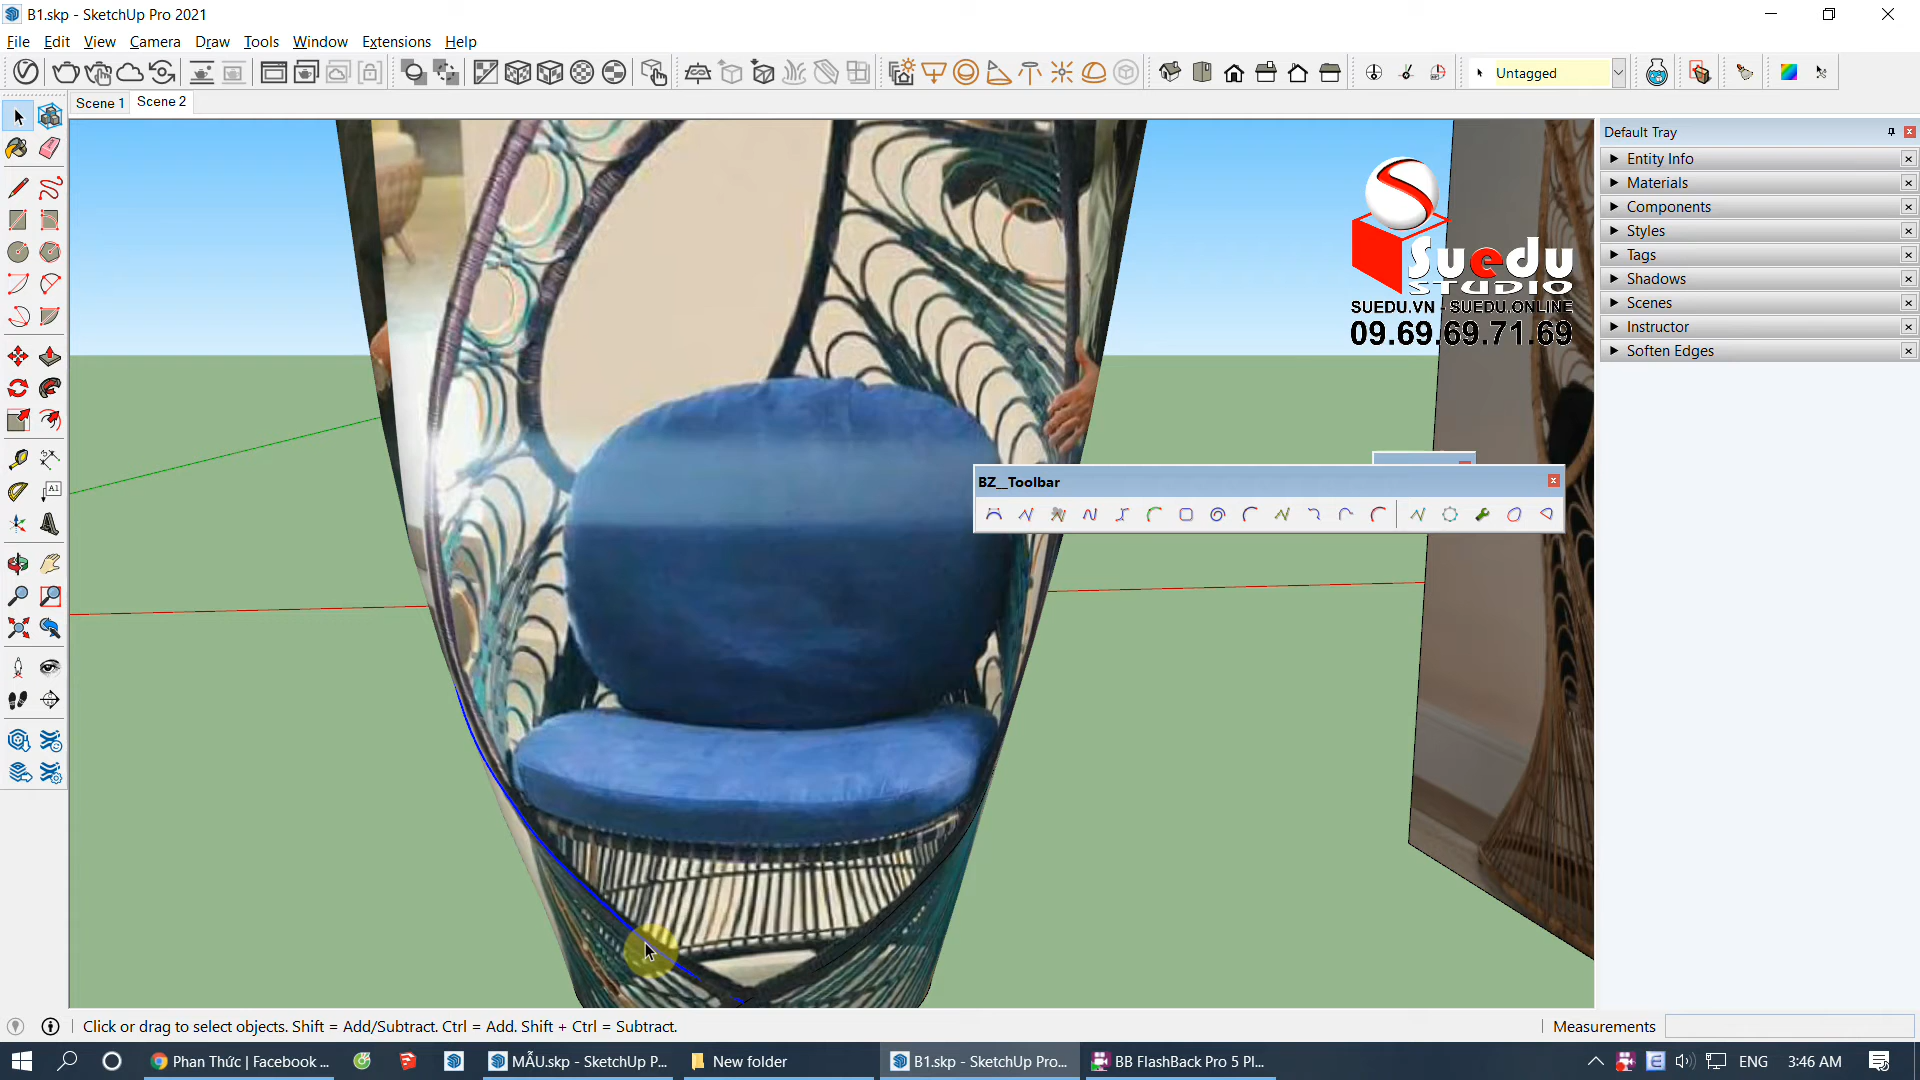 B1.skp - SketchUp Pro 2021
File Edit View Camera Draw Tools Window Extensions Help
Untagged
Scene 1 Scene 2
Default Tray
Entity Info
Materials
Components
Styles
Tags
Shadows
Scenes
Instructor
Soften Edges
Suedu
STUDIO
SUEDU.VN - SUEDU.ONLINE
09.69.69.71.69
BZ__Toolbar
A1
Click or drag to select objects. Shift = Add/Subtract. Ctrl = Add. Shift + Ctrl = Subtract.
Measurements
Phan Thức | Facebook ...
MẪU.skp - SketchUp P...
New folder
B1.skp - SketchUp Pro...
BB FlashBack Pro 5 Pl...
ENG
3:46 AM